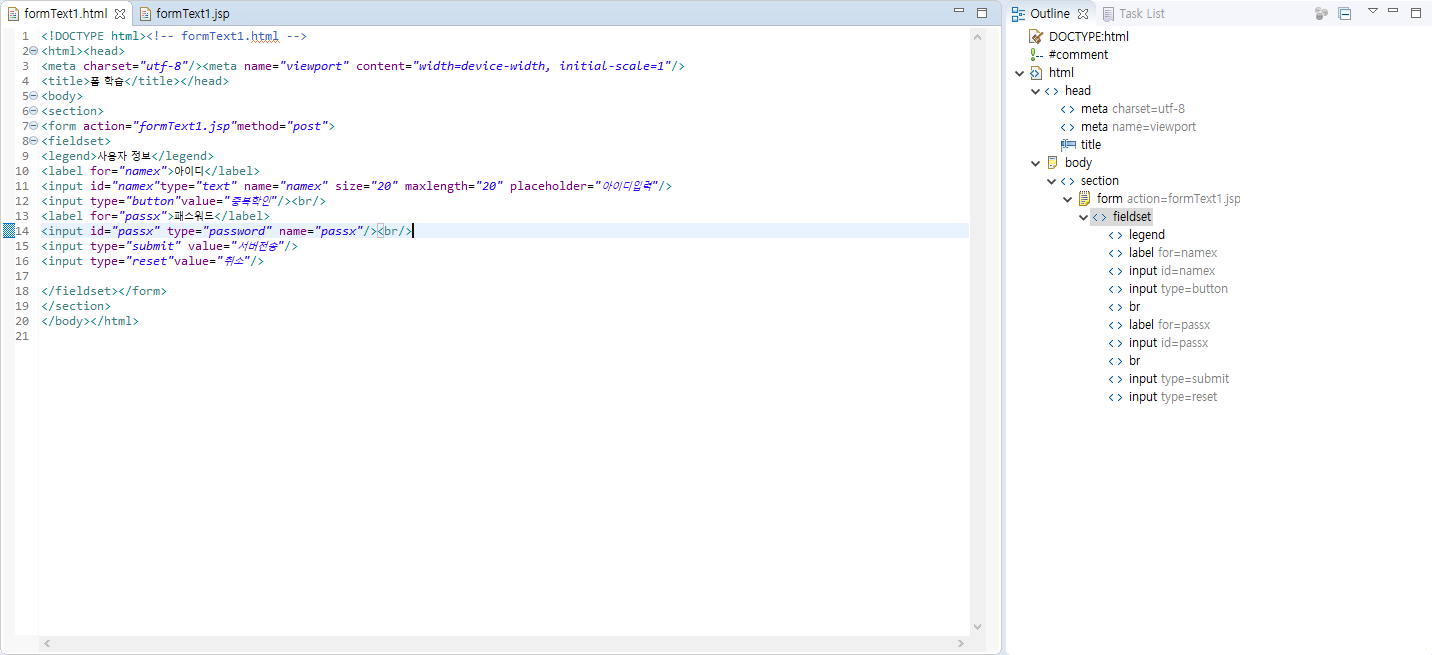 formText1.html
formText1.jsp
1 <!DOCTYPE html><!-- formText1.html -->
2 <html><head>
3 <meta charset="utf-8"/><meta name="viewport" content="width=device-width, initial-scale=1"/>
4 <title>폼 학습</title></head>
5 <body>
6 <section>
7 <form action="formText1.jsp"method="post">
8 <fieldset>
9 <legend>사용자 정보</legend>
10 <label for="namex">아이디</label>
11 <input id="namex"type="text" name="namex" size="20" maxlength="20" placeholder="아이디입력"/>
12 <input type="button"value="중복확인"/><br/>
13 <label for="passx">패스워드</label>
14 <input id="passx" type="password" name="passx"/><br/>
15 <input type="submit" value="서버전송"/>
16 <input type="reset"value="취소"/>
17
18 </fieldset></form>
19 </section>
20 </body></html>
21
Outline
Task List
DOCTYPE:html
#comment
html
head
meta charset=utf-8
meta name=viewport
title
body
section
form action=formText1.jsp
fieldset
legend
label for=namex
input id=namex
input type=button
br
label for=passx
input id=passx
br
input type=submit
input type=reset